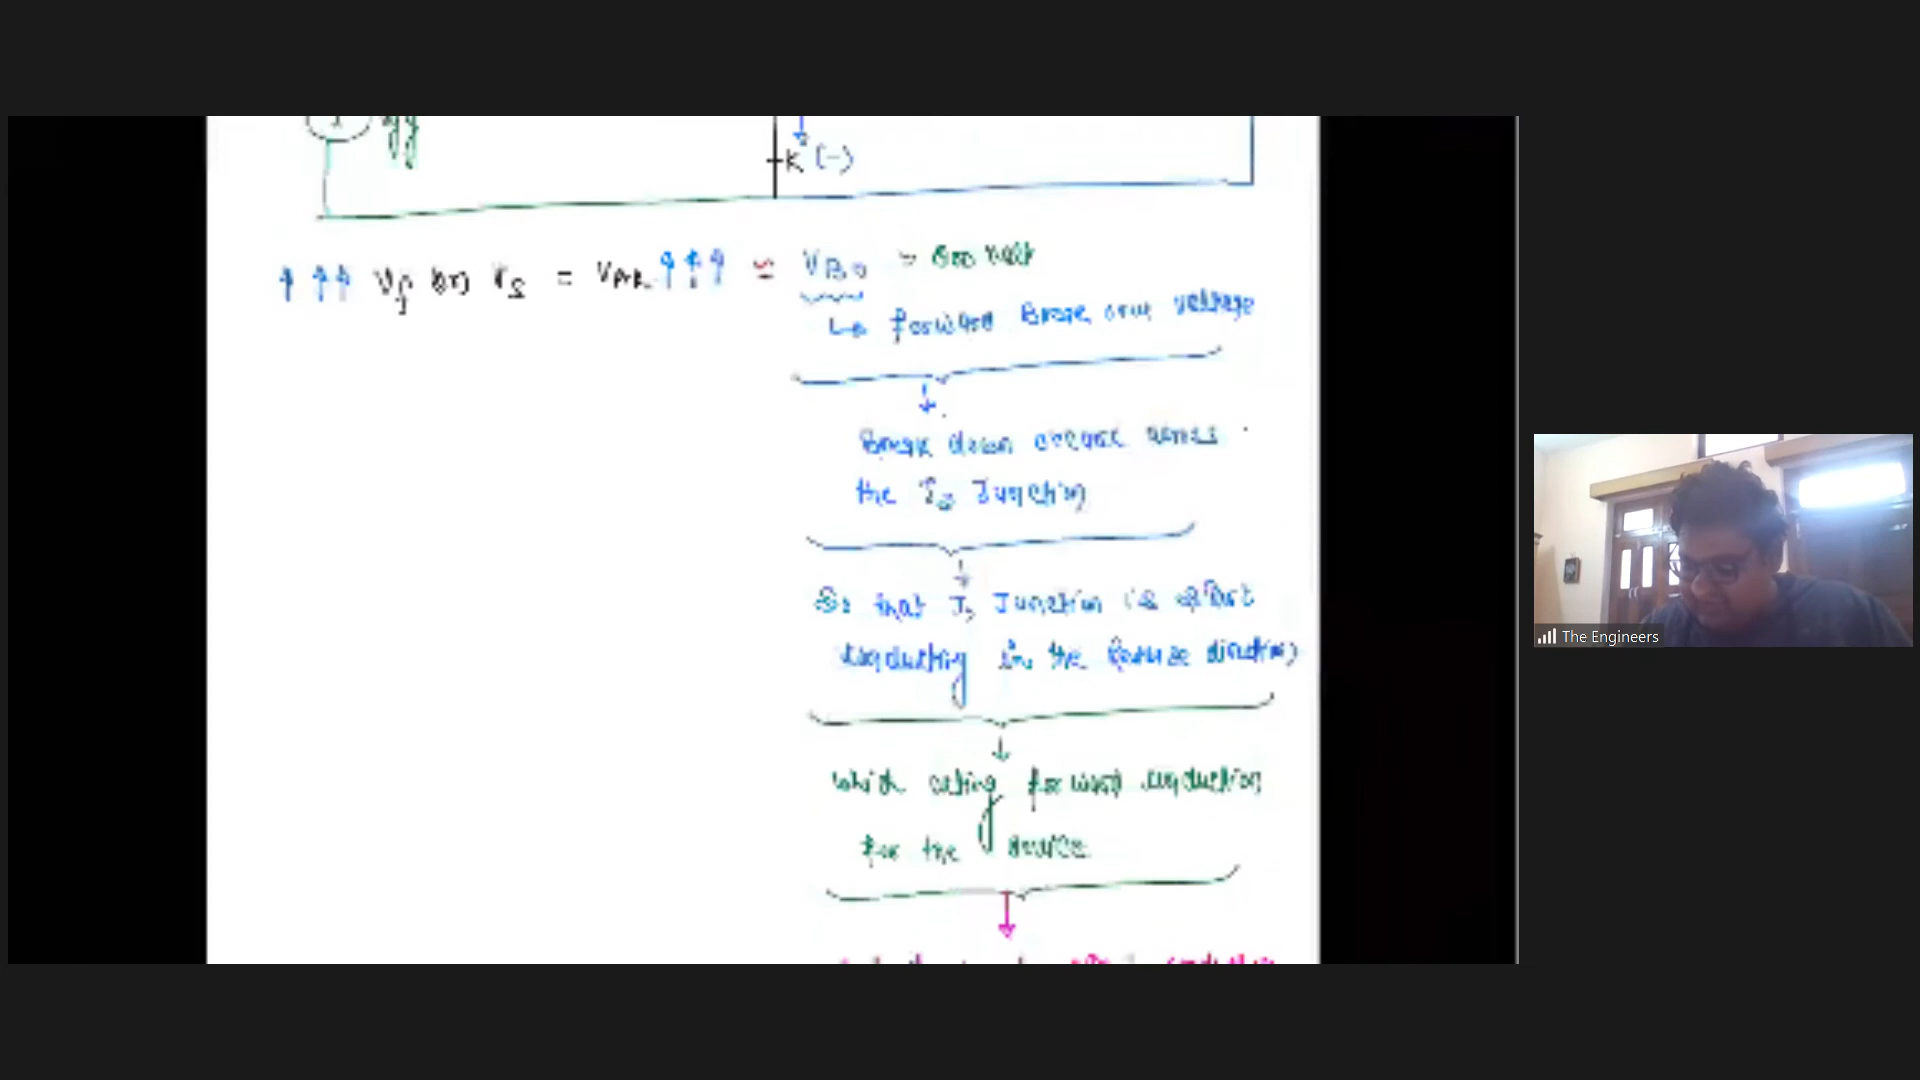 K (-)
↑ ↑↑ Vf or Vs = VAK ↑↑↑ ≃ VBO
↳ forward Break over voltage
↓
Break down across
the J2 Junction
↓
So that J2 Junction is start
conducting in the Reverse direction
↓
which acting forward conduction
for the device
↓
The Engineers